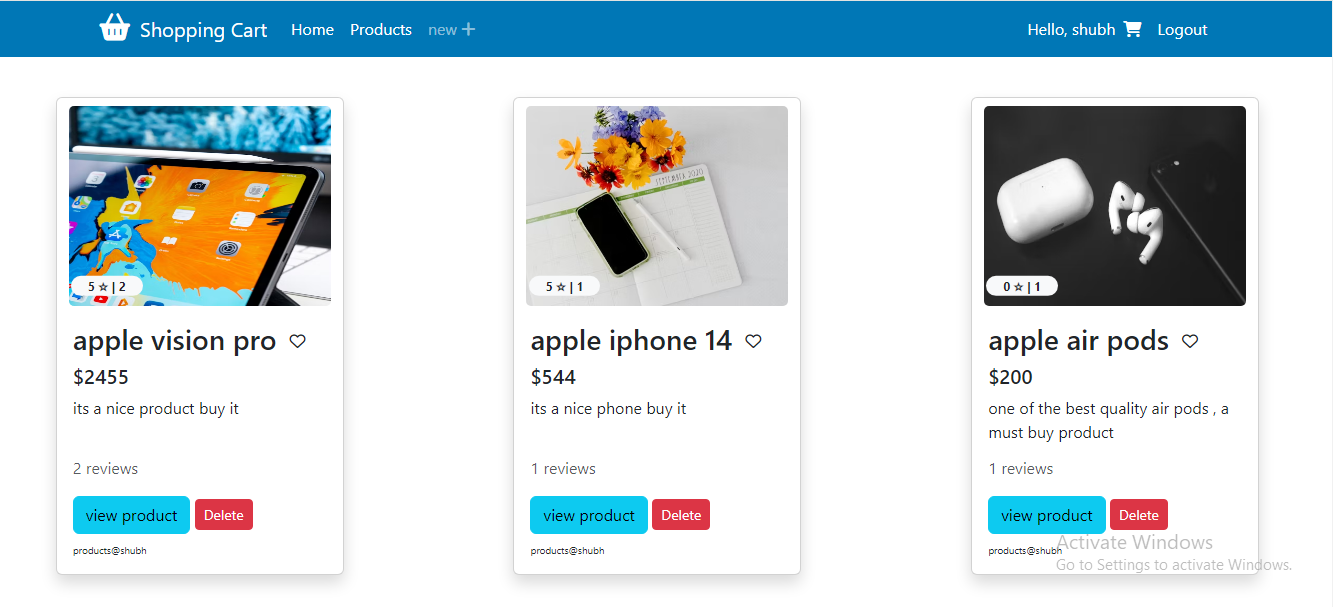 Shopping Cart Home Products new + Hello, shubh Logout
5 ☆ | 2
apple vision pro
$2455
its a nice product buy it
2 reviews
view product Delete
products@shubh
SEPTEMBER 2020
5 ☆ | 1
apple iphone 14
$544
its a nice phone buy it
1 reviews
view product Delete
products@shubh
0 ☆ | 1
apple air pods
$200
one of the best quality air pods , a
must buy product
1 reviews
view product Delete
products@shubh
Activate Windows
Go to Settings to activate Windows.